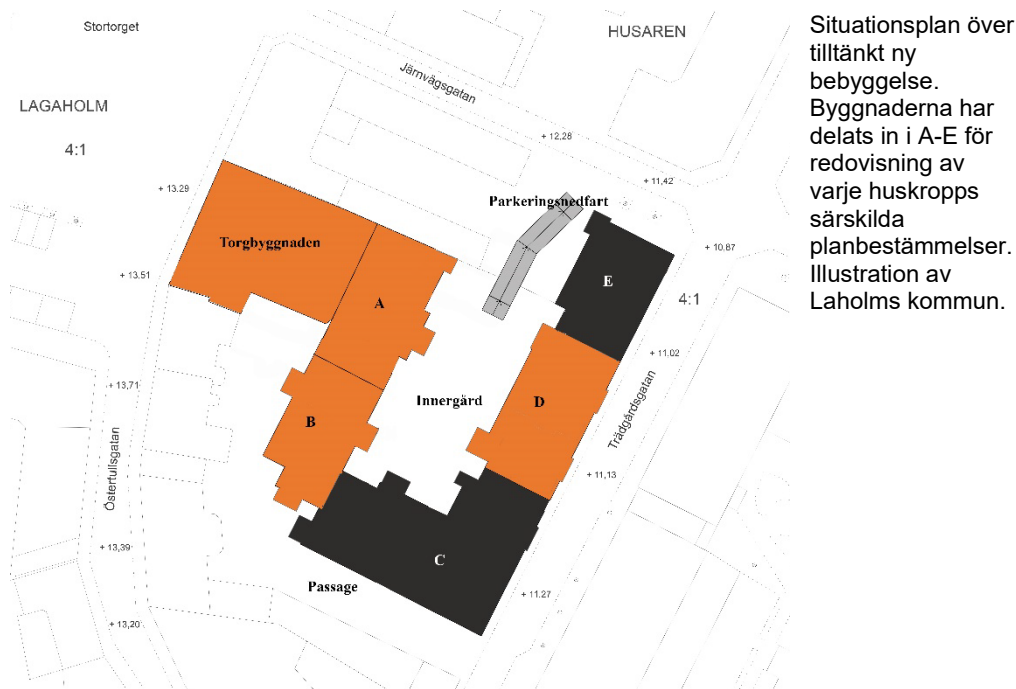 Stortorget
HUSAREN
Järnvägsgatan
LAGAHOLM
4:1
+ 12,28
+ 13.29
+ 11,42
Parkeringsnedfart
Torgbyggnaden
+ 10.87
+ 13.51
E
4:1
A
+ 11.02
+ 13,71
Innergård
D
B
Trädgårdsgatan
Östertullsgatan
+ 11,13
+ 13,39
C
Passage
+ 11.27
+ 13,20
Situationsplan över
tilltänkt ny
bebyggelse.
Byggnaderna har
delats in i A-E för
redovisning av
varje huskropps
särskilda
planbestämmelser.
Illustration av
Laholms kommun.